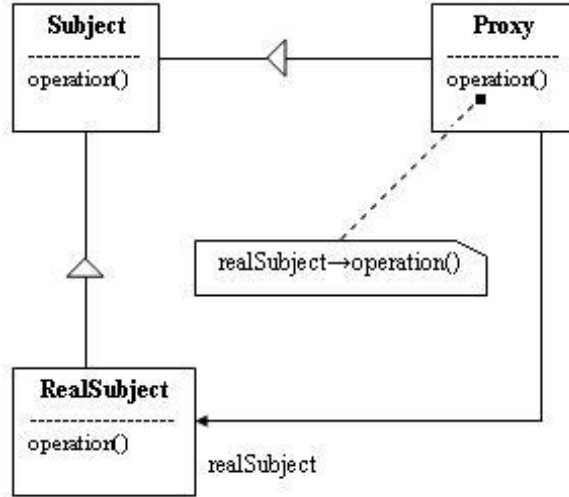 Subject
operation()
Proxy
operation()
realSubject→operation()
RealSubject
operation()
realSubject